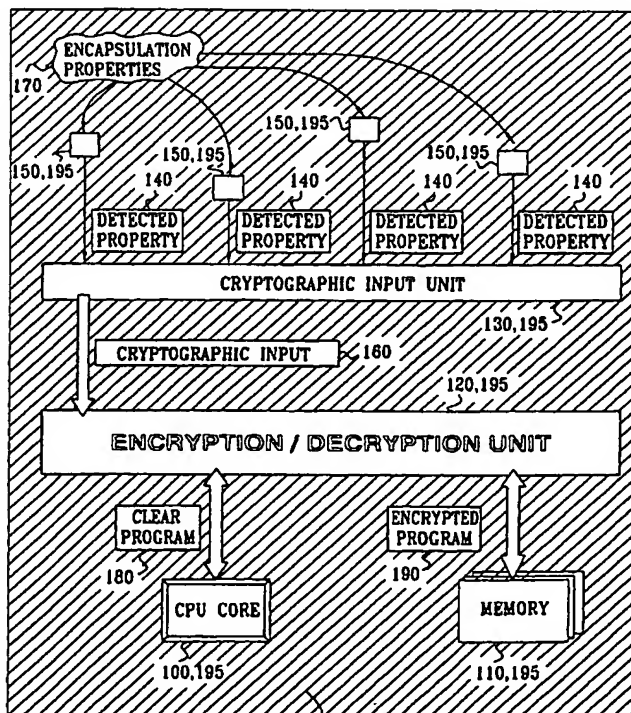 ENCAPSULATION
PROPERTIES
170
150,195
150,195
150,195
150,195
140
140
140
140
DETECTED
PROPERTY
DETECTED
PROPERTY
DETECTED
PROPERTY
DETECTED
PROPERTY
CRYPTOGRAPHIC INPUT UNIT
130,195
CRYPTOGRAPHIC INPUT
160
120,195
ENCRYPTION / DECRYPTION UNIT
CLEAR
PROGRAM
180
ENCRYPTED
PROGRAM
190
CPU CORE
MEMORY
100,195
110,195